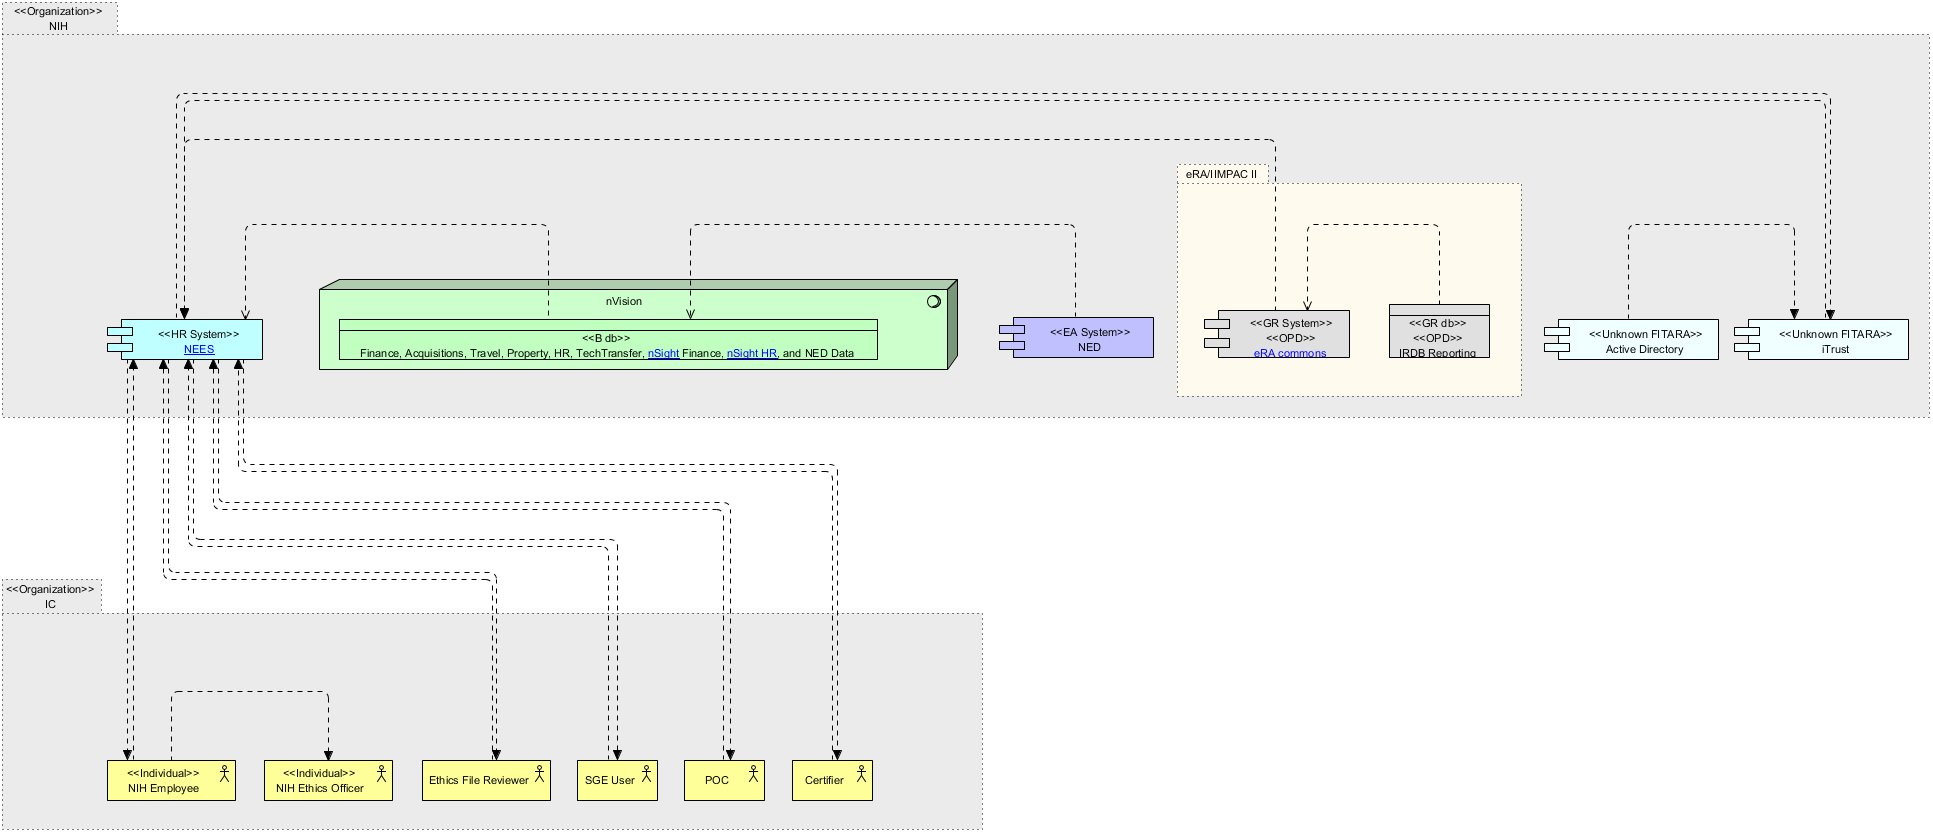 <<Organization>>
NIH
eRA/IIMPAC II
nVision
<<HR System>>
NEES
<<B db>>
Finance, Acquisitions, Travel, Property, HR, TechTransfer, nSight Finance, nSight HR, and NED Data
<<EA System>>
NED
<<GR System>>
<<OPD>>
eRA commons
<<GR db>>
<<OPD>>
IRDB Reporting
<<Unknown FITARA>>
Active Directory
<<Unknown FITARA>>
iTrust
<<Organization>>
IC
<<Individual>>
NIH Employee
<<Individual>>
NIH Ethics Officer
Ethics File Reviewer
SGE User
POC
Certifier